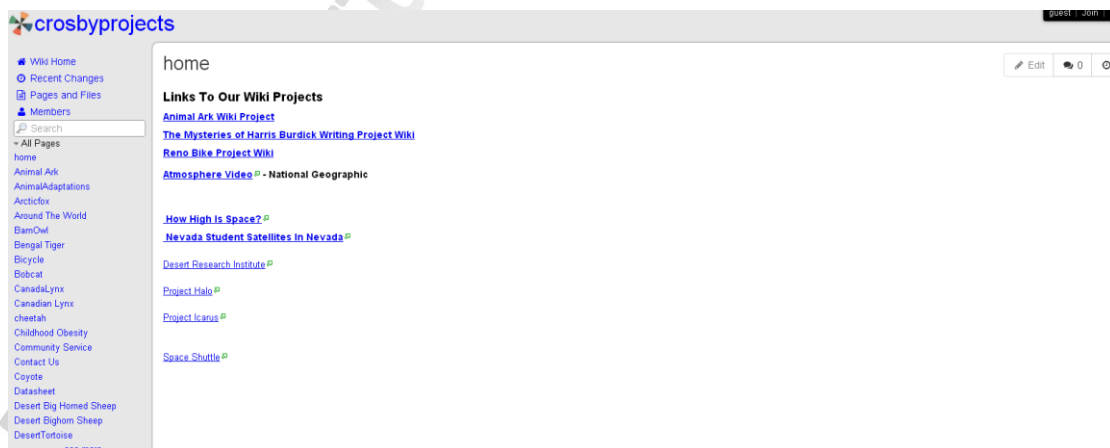 crosbyprojects
guest | Join |
Wiki Home
Recent Changes
Pages and Files
Members
Search
All Pages
home
Animal Ark
AnimalAdaptations
Arcticfox
Around The World
BarnOwl
Bengal Tiger
Bicycle
Bobcat
CanadaLynx
Canadian Lynx
cheetah
Childhood Obesity
Community Service
Contact Us
Coyote
Datasheet
Desert Big Horned Sheep
Desert Bighorn Sheep
DesertTortoise
home
Edit 0
Links To Our Wiki Projects
Animal Ark Wiki Project
The Mysteries of Harris Burdick Writing Project Wiki
Reno Bike Project Wiki
Atmosphere Video - National Geographic
How High Is Space?
Nevada Student Satellites In Nevada
Desert Research Institute
Project Halo
Project Icarus
Space Shuttle